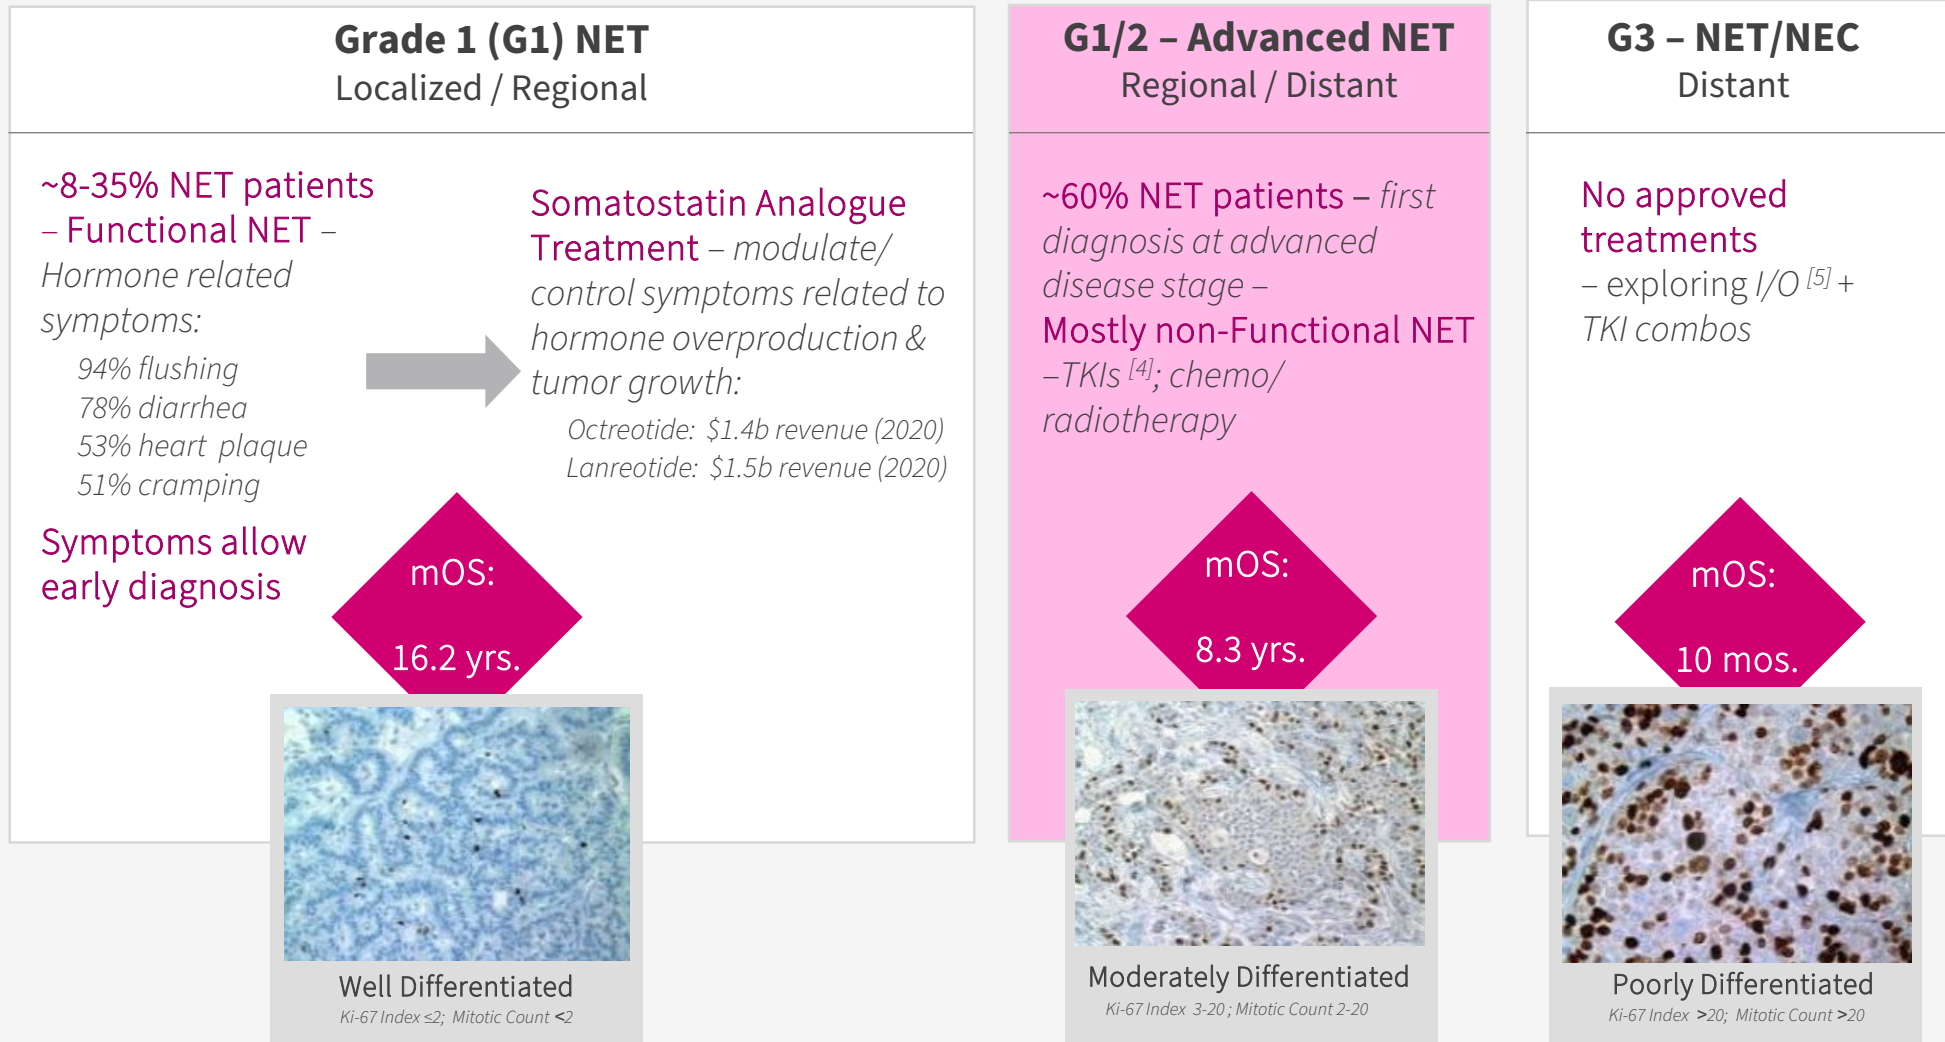 Grade 1 (G1) NET
Localized / Regional
~8-35% NET patients
– Functional NET –
Hormone related
symptoms:
94% flushing
78% diarrhea
53% heart plaque
51% cramping
Symptoms allow
early diagnosis
Somatostatin Analogue
Treatment – modulate/
control symptoms related to
hormone overproduction &
tumor growth:
Octreotide: $1.4b revenue (2020)
Lanreotide: $1.5b revenue (2020)
mOS:
16.2 yrs.
Well Differentiated
Ki-67 Index ≤2; Mitotic Count <2
G1/2 – Advanced NET
Regional / Distant
~60% NET patients – first
diagnosis at advanced
disease stage –
Mostly non-Functional NET
–TKIs [4]; chemo/
radiotherapy
mOS:
8.3 yrs.
Moderately Differentiated
Ki-67 Index 3-20 ; Mitotic Count 2-20
G3 – NET/NEC
Distant
No approved
treatments
– exploring I/O [5] +
TKI combos
mOS:
10 mos.
Poorly Differentiated
Ki-67 Index >20; Mitotic Count >20